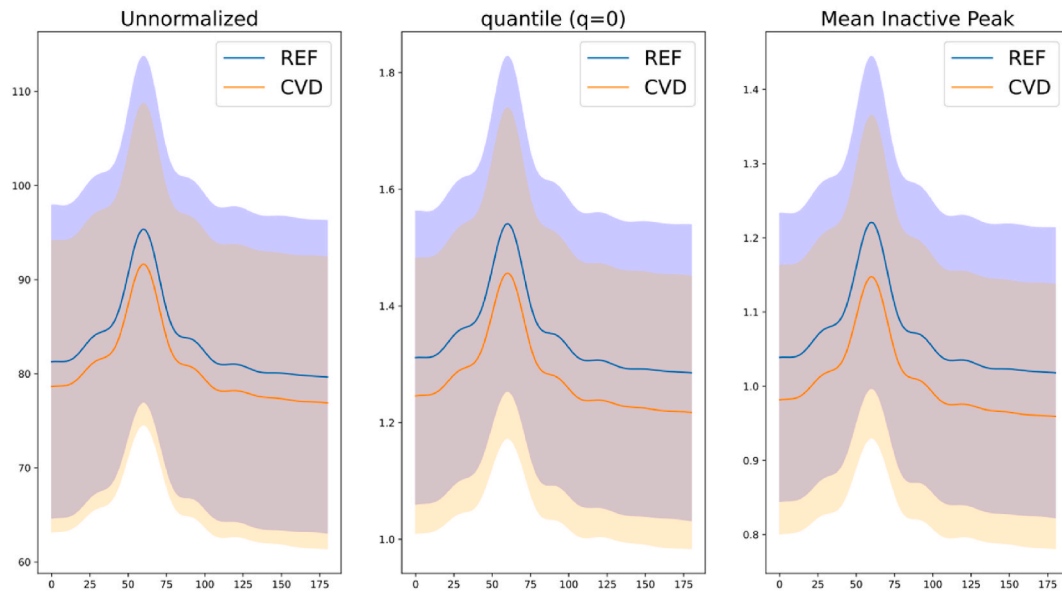 Unnormalized
REF
CVD
110
100
90
80
70
60
0 25 50 75 100 125 150 175
quantile (q=0)
REF
CVD
1.8
1.6
1.4
1.2
1.0
0 25 50 75 100 125 150 175
Mean Inactive Peak
REF
CVD
1.4
1.3
1.2
1.1
1.0
0.9
0.8
0 25 50 75 100 125 150 175